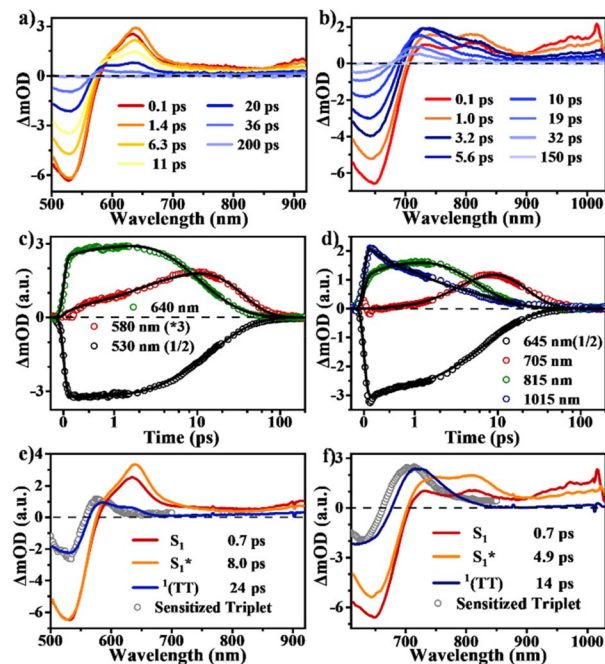 a)
ΔmOD
3
0
-3
-6
0.1 ps
1.4 ps
6.3 ps
11 ps
20 ps
36 ps
200 ps
500 600 700 800 900
Wavelength (nm)
b)
ΔmOD
2
0
-2
-4
-6
0.1 ps
1.0 ps
3.2 ps
5.6 ps
10 ps
19 ps
32 ps
150 ps
700 800 900 1000
Wavelength (nm)
c)
ΔmOD (a.u.)
3
0
-3
640 nm
580 nm (*3)
530 nm (1/2)
0 1 10 100
Time (ps)
d)
ΔmOD (a.u.)
2
1
0
-1
-2
-3
645 nm(1/2)
705 nm
815 nm
1015 nm
0 1 10 100
Time (ps)
e)
ΔmOD (a.u.)
4
2
0
-2
-4
-6
S₁ 0.7 ps
S₁* 8.0 ps
¹(TT) 24 ps
Sensitized Triplet
500 600 700 800 900
Wavelength (nm)
f)
ΔmOD (a.u.)
3
0
-3
-6
S₁ 0.7 ps
S₁* 4.9 ps
¹(TT) 14 ps
Sensitized Triplet
700 800 900 1000
Wavelength (nm)